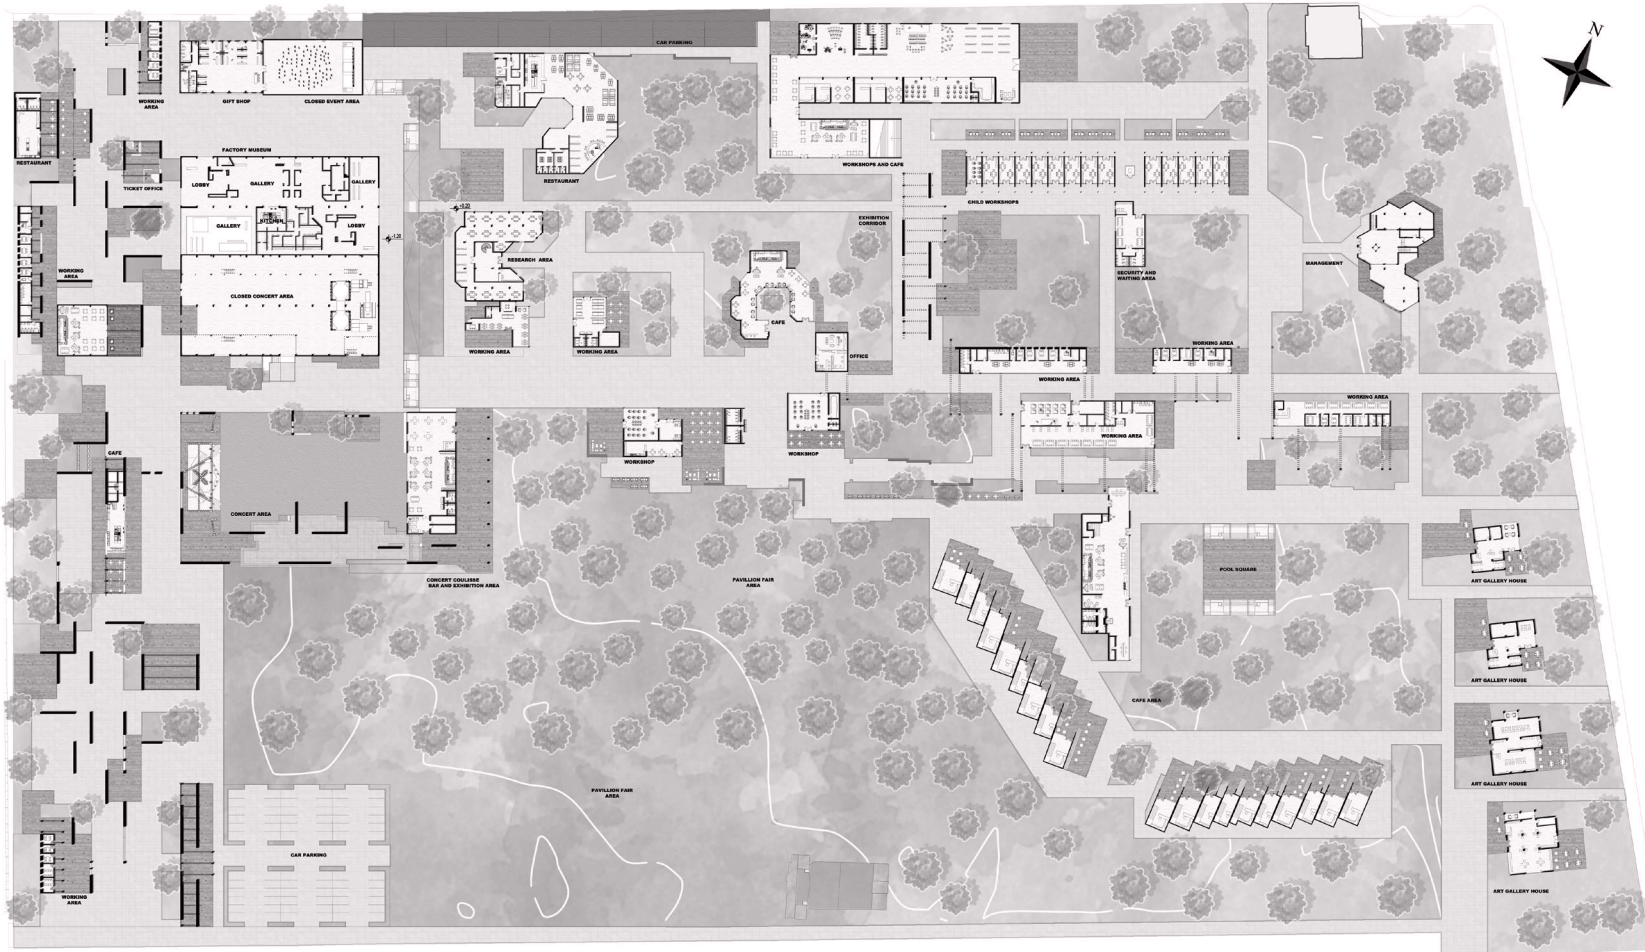 N
CAR PARKING
WORKING
AREA
GIFT SHOP
CLOSED EVENT AREA
RESTAURANT
FACTORY MUSEUM
TICKET OFFICE
LOBBY
GALLERY
GALLERY
GALLERY
KITCHEN
LOBBY
RESTAURANT
WORKSHOPS AND CAFE
CHILD WORKSHOPS
+0.20
-1.20
EXHIBITION
CORRIDOR
RESEARCH AREA
WORKING
AREA
CLOSED CONCERT AREA
CAFE
SECURITY AND
WAITING AREA
MANAGEMENT
WORKING AREA
WORKING AREA
OFFICE
WORKING AREA
WORKING AREA
WORKING AREA
WORKING AREA
CAFE
WORKSHOP
WORKSHOP
CONCERT AREA
CONCERT COULISSE
BAR AND EXHIBITION AREA
PAVILLION FAIR
AREA
POOL SQUARE
ART GALLERY HOUSE
ART GALLERY HOUSE
CAFE AREA
PAVILLION FAIR
AREA
ART GALLERY HOUSE
CAR PARKING
WORKING
AREA
ART GALLERY HOUSE